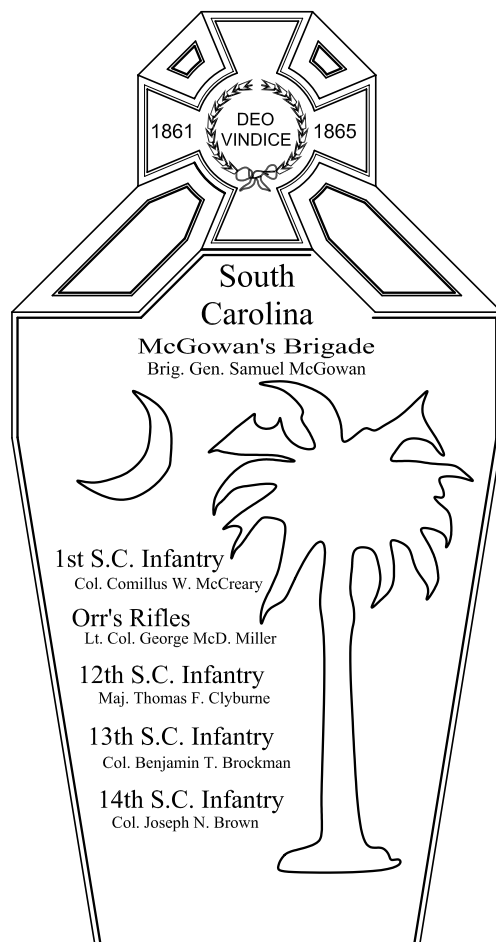 DEO
VINDICE
1861
1865
South
Carolina
McGowan's Brigade
Brig. Gen. Samuel McGowan
1st S.C. Infantry
Col. Comillus W. McCreary
Orr's Rifles
Lt. Col. George McD. Miller
12th S.C. Infantry
Maj. Thomas F. Clyburne
13th S.C. Infantry
Col. Benjamin T. Brockman
14th S.C. Infantry
Col. Joseph N. Brown